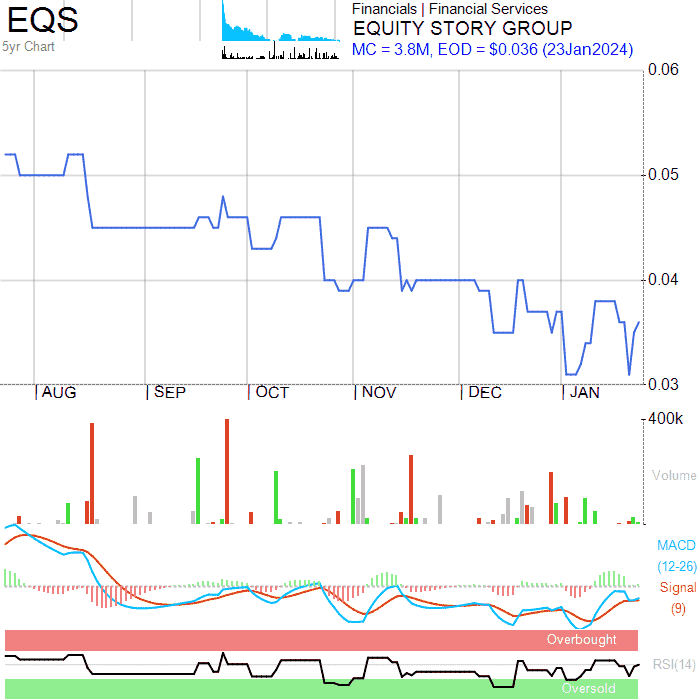 EQS
5yr Chart
Financials | Financial Services
EQUITY STORY GROUP
MC = 3.8M, EOD = $0.036 (23Jan2024)
0.06
0.05
0.04
0.03
AUG SEP OCT NOV DEC JAN
400k
Volume
MACD
(12-26)
Signal
(9)
Overbought
RSI(14)
Oversold